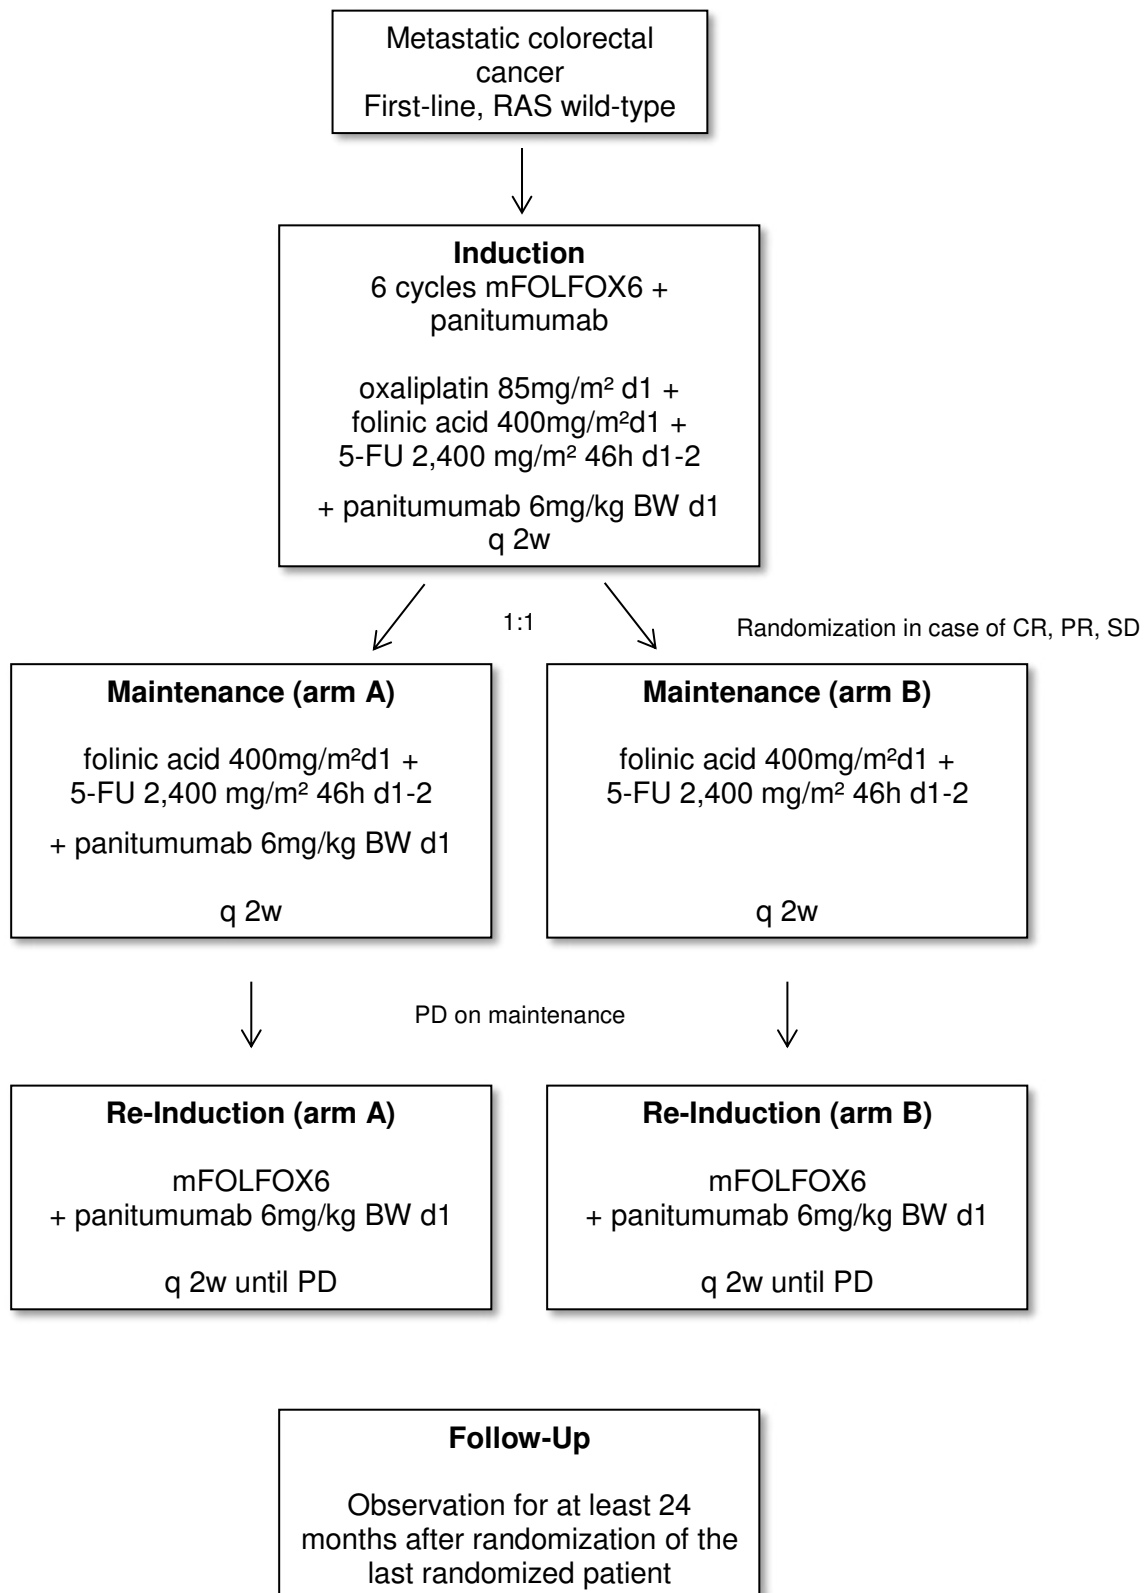 Metastatic colorectal
cancer
First-line, RAS wild-type
Induction
6 cycles mFOLFOX6 +
panitumumab
oxaliplatin 85mg/m² d1 +
folinic acid 400mg/m²d1 +
5-FU 2,400 mg/m² 46h d1-2
+ panitumumab 6mg/kg BW d1
q 2w
1:1
Randomization in case of CR, PR, SD
Maintenance (arm A)
folinic acid 400mg/m²d1 +
5-FU 2,400 mg/m² 46h d1-2
+ panitumumab 6mg/kg BW d1
q 2w
Maintenance (arm B)
folinic acid 400mg/m²d1 +
5-FU 2,400 mg/m² 46h d1-2
q 2w
PD on maintenance
Re-Induction (arm A)
mFOLFOX6
+ panitumumab 6mg/kg BW d1
q 2w until PD
Re-Induction (arm B)
mFOLFOX6
+ panitumumab 6mg/kg BW d1
q 2w until PD
Follow-Up
Observation for at least 24
months after randomization of the
last randomized patient